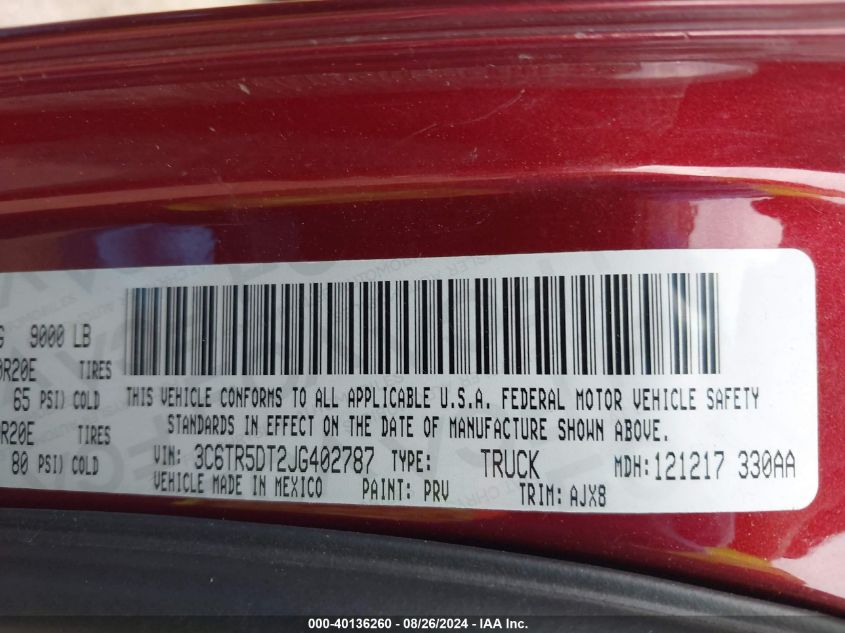 9000 LB
R20E TIRES
65 PSI) COLD
R20E TIRES
80 PSI) COLD
THIS VEHICLE CONFORMS TO ALL APPLICABLE U.S.A. FEDERAL MOTOR VEHICLE SAFETY
STANDARDS IN EFFECT ON THE DATE OF MANUFACTURE SHOWN ABOVE.
VIN: 3C6TR5DT2JG402787 TYPE: TRUCK MDH: 121217 330AA
VEHICLE MADE IN MEXICO PAINT: PRV TRIM: AJX8
000-40136260 - 08/26/2024 - IAA Inc.